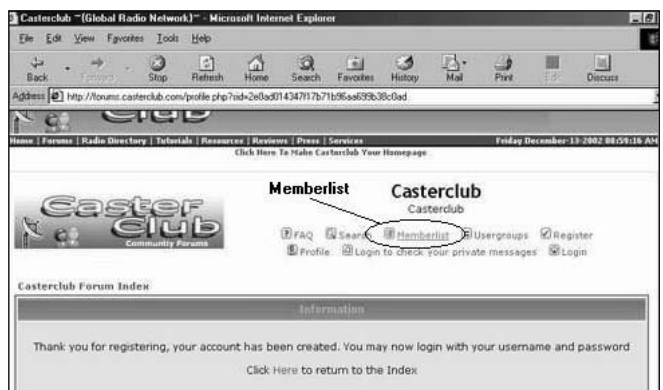 Casterclub ~{Global Radio Network}~ - Microsoft Internet Explorer
File Edit View Favorites Tools Help
Back Forward Stop Refresh Home Search Favorites History Mail Print Edit Discuss
Address http://forums.casterclub.com/profile.php?
Home | Forums | Radio Directory | Tutorials | Resources | Reviews | Press | Services Friday December-13-2002 08:59:16 AM
Click Here To Make Casterclub Your Homepage
Memberlist
Casterclub
Casterclub
Caster Club
Community Forums
FAQ Search Memberlist Usergroups Register
Profile Login to check your private messages Login
Casterclub Forum Index
Information
Thank you for registering, your account has been created. You may now login with your username and password
Click Here to return to the Index